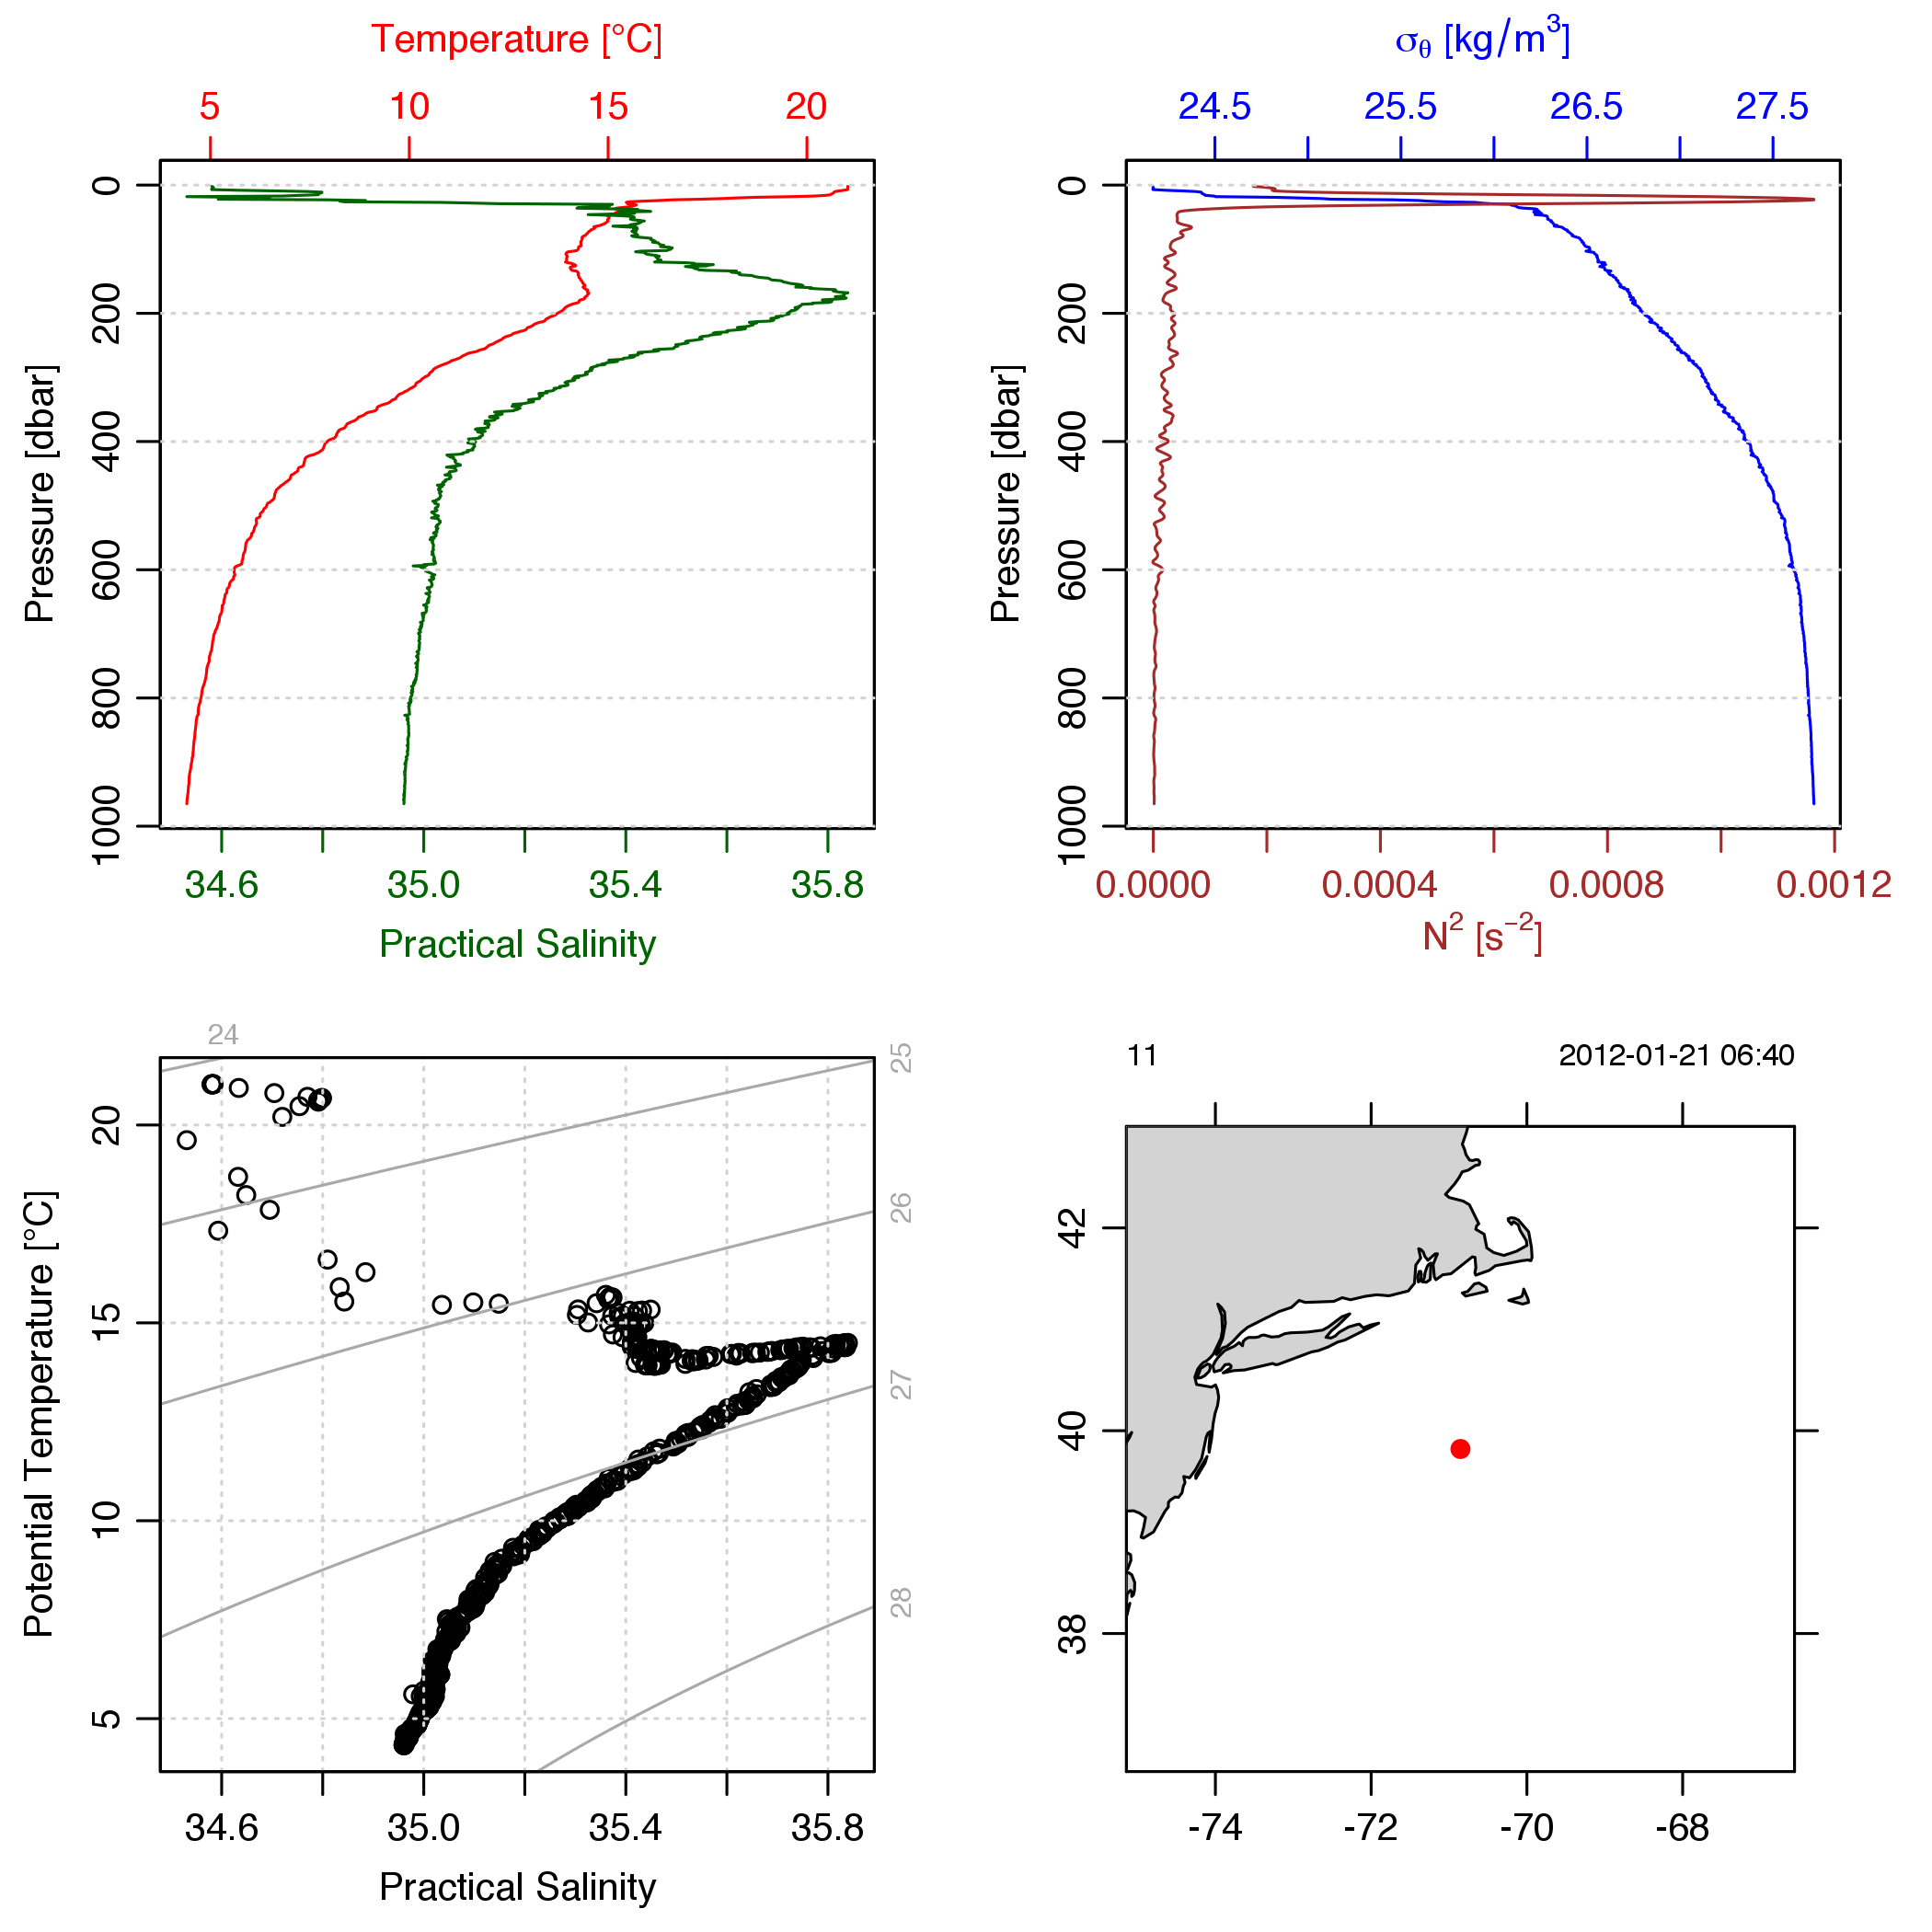 Temperature [°C]
5 10 15 20
Pressure [dbar]
0
200
400
600
800
1000
34.6 35.0 35.4 35.8
Practical Salinity
σθ [kg/m³]
24.5 25.5 26.5 27.5
Pressure [dbar]
0
200
400
600
800
1000
0.00000 0.00004 0.00008 0.0012
N² [s⁻²]
24
25
26
27
28
Potential Temperature [°C]
20
15
10
5
34.6 35.0 35.4 35.8
Practical Salinity
11 2012-01-21 06:40
42
40
38
-74 -72 -70 -68